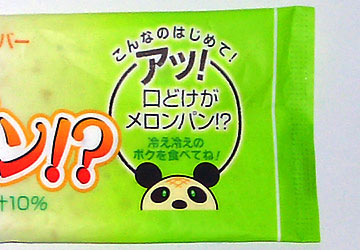 バー
こんなのはじめて!
アッ!
口どけが
メロンパン!?
冷え冷えの
ボクを食べてね!
ン!?
汁10%